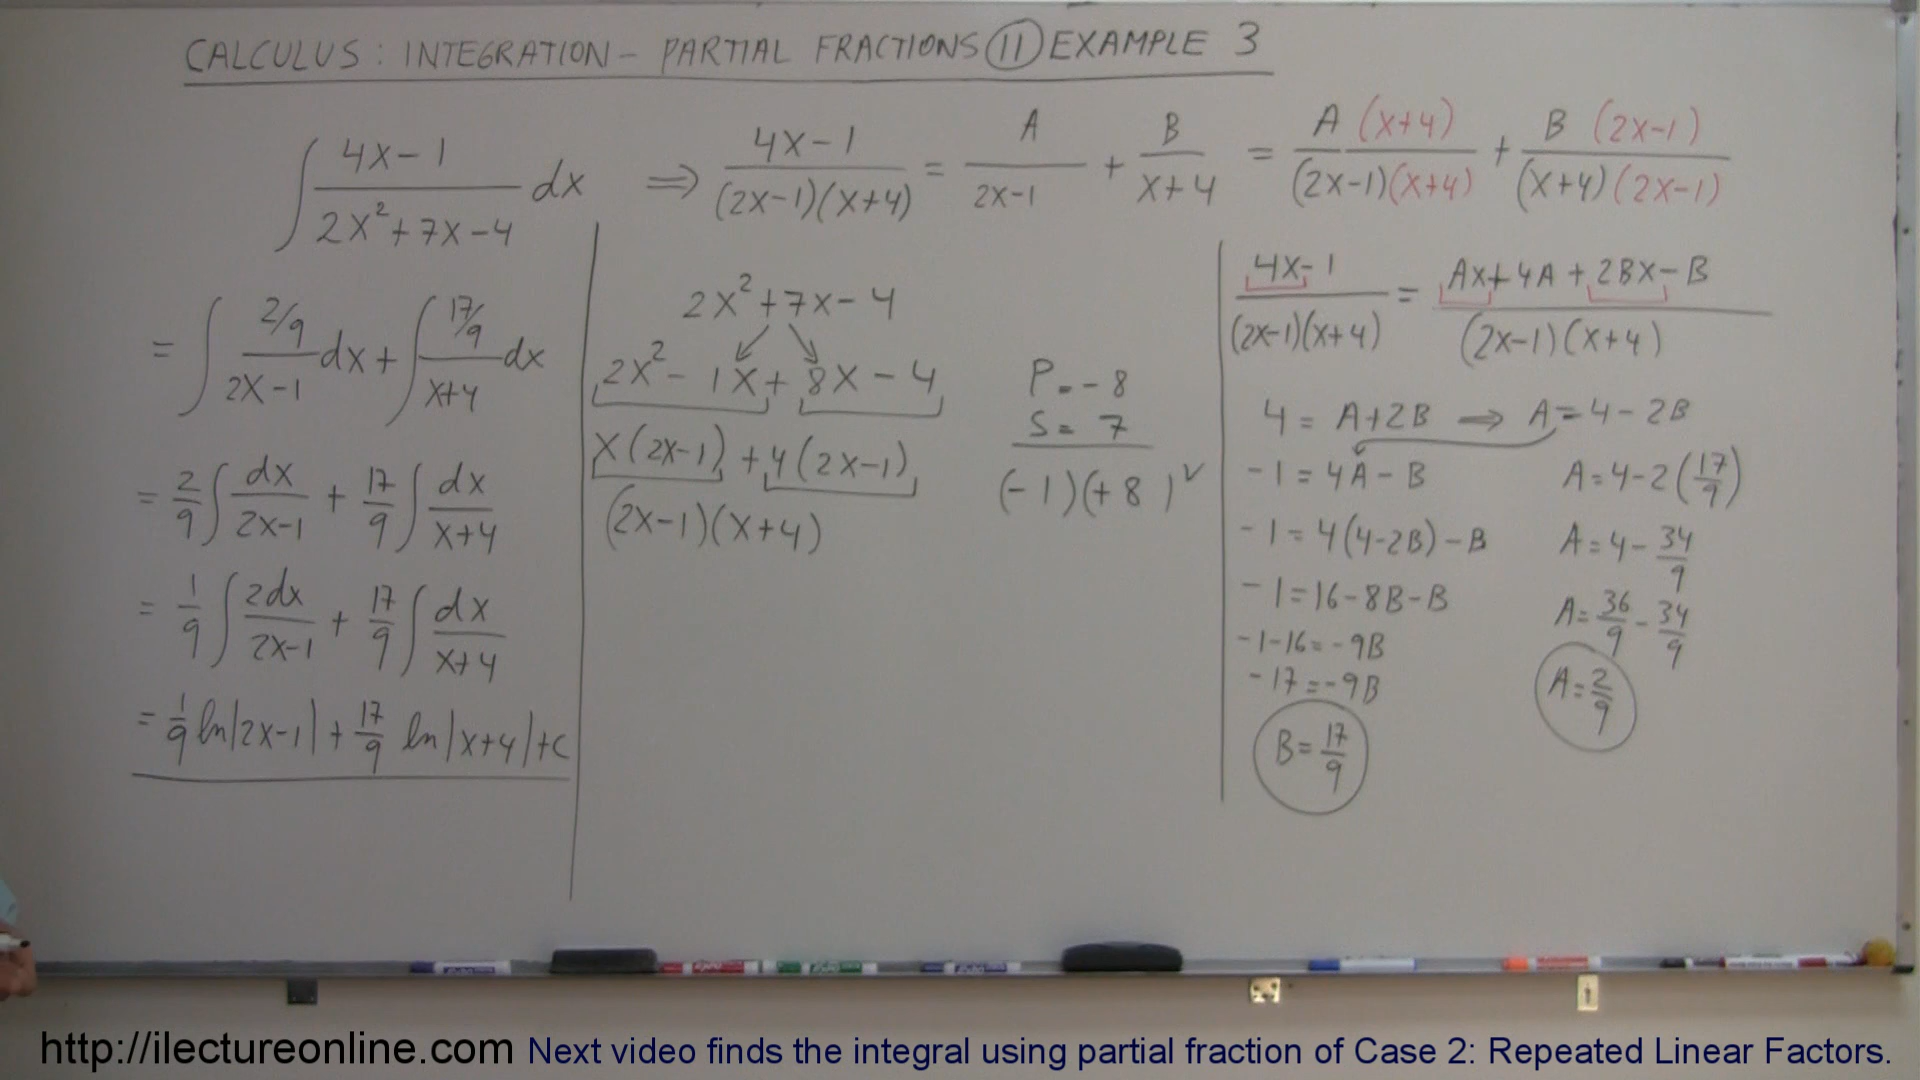 CALCULUS: INTEGRATION – PARTIAL FRACTIONS (11) EXAMPLE 3
∫ (4X-1)/(2X²+7X-4) dx ⇒ (4X-1)/((2X-1)(X+4)) = A/(2X-1) + B/(X+4) = A(X+4)/((2X-1)(X+4)) + B(2X-1)/((X+4)(2X-1))
= ∫ (2/9)/(2X-1) dx + ∫ (17/9)/(X+4) dx
= 2/9 ∫ dx/(2X-1) + 17/9 ∫ dx/(X+4)
= 1/9 ∫ 2dx/(2X-1) + 17/9 ∫ dx/(X+4)
= 1/9 ln|2X-1| + 17/9 ln|X+4| + C
2X²+7X-4
2X²-1X+8X-4
X(2X-1)+4(2X-1)
(2X-1)(X+4)
P=-8
S=7
(-1)(+8) ✓
(4X-1)/((2X-1)(X+4)) = (AX+4A+2BX-B)/((2X-1)(X+4))
4=A+2B ⇒ A=4-2B
-1=4A-B
-1=4(4-2B)-B
-1=16-8B-B
-1-16=-9B
-17=-9B
B=17/9
A=4-2(17/9)
A=4-34/9
A=36/9-34/9
A=2/9
http://ilectureonline.com Next video finds the integral using partial fraction of Case 2: Repeated Linear Factors.